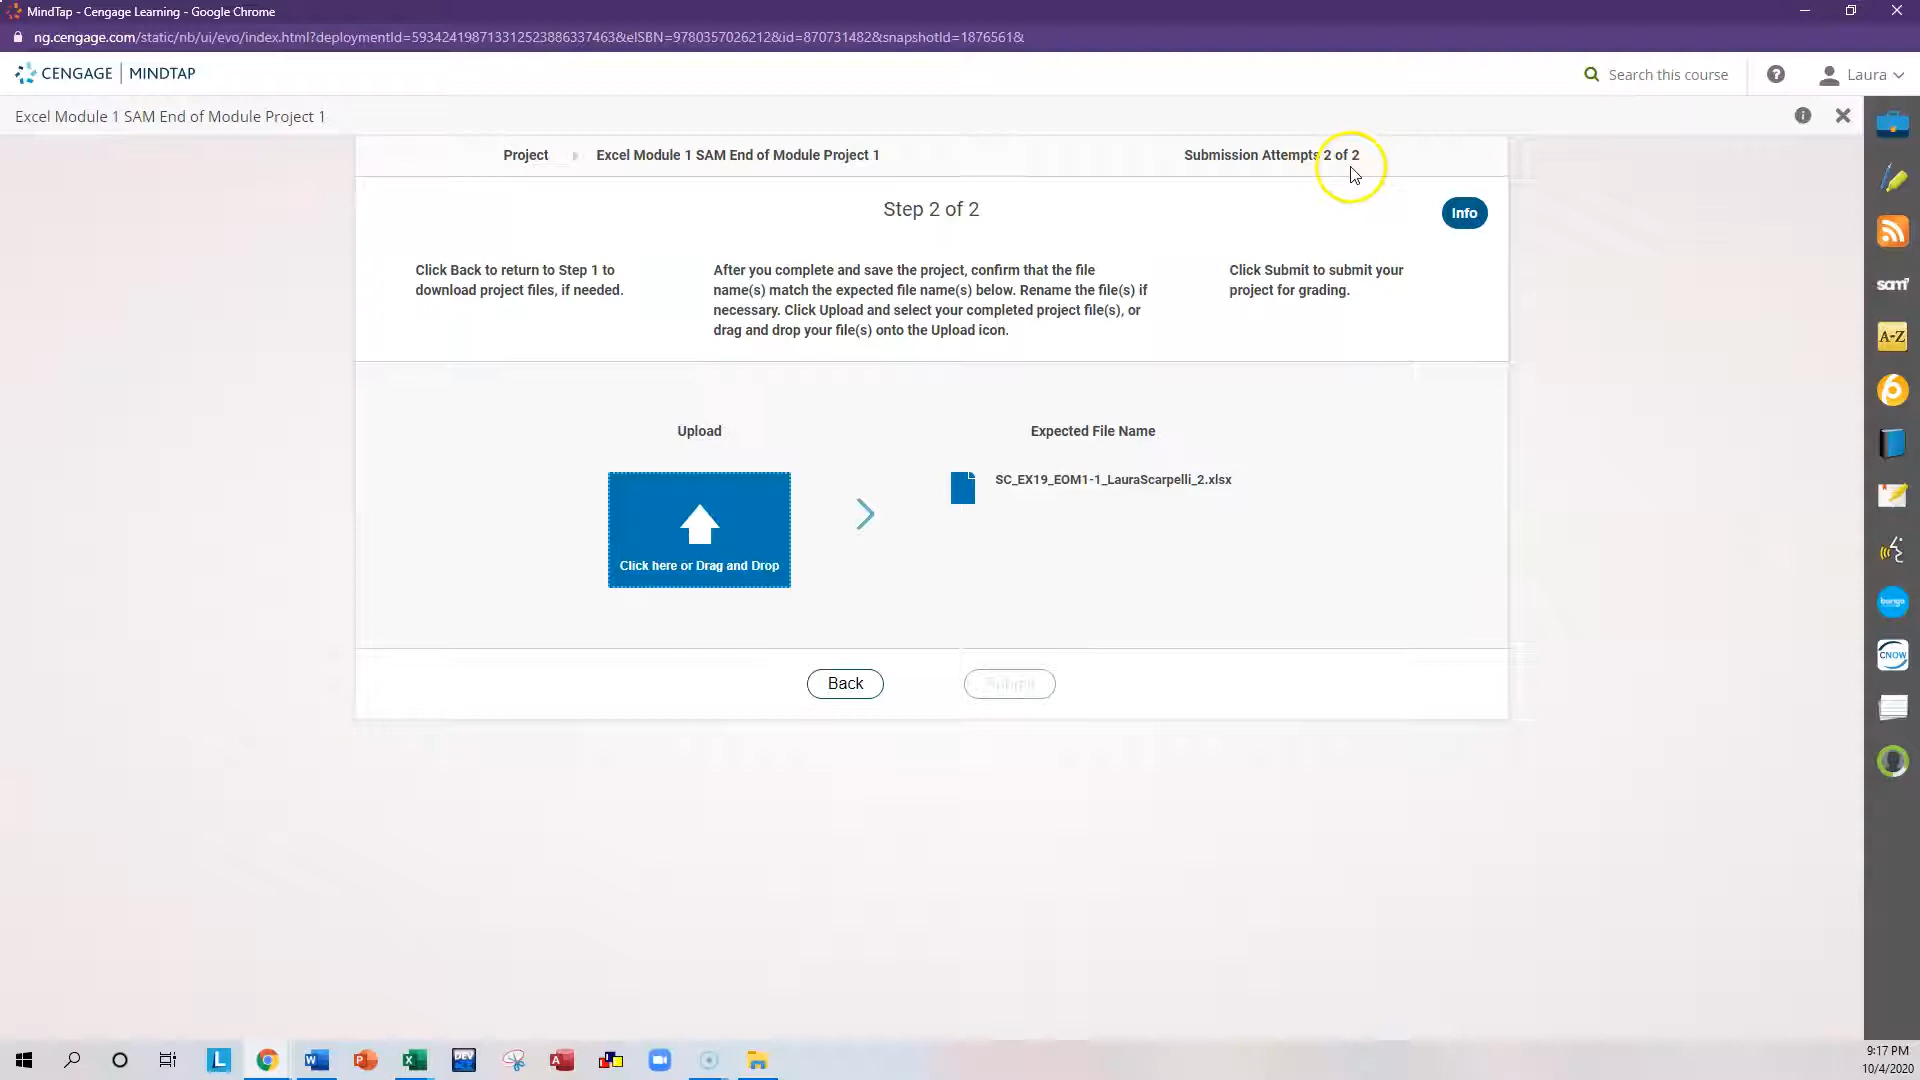 MindTap - Cengage Learning - Google Chrome
ng.cengage.com/static/nb/ui/evo/index.html?deploymentId=593424198713312523886337463&eISBN=9780357026212&id=870731482&snapshotId=1876561&
CENGAGE | MINDTAP
Search this course
Laura
Excel Module 1 SAM End of Module Project 1
Project
Excel Module 1 SAM End of Module Project 1
Submission Attempts 2 of 2
Step 2 of 2
Info
Click Back to return to Step 1 to
download project files, if needed.
After you complete and save the project, confirm that the file
name(s) match the expected file name(s) below. Rename the file(s) if
necessary. Click Upload and select your completed project file(s), or
drag and drop your file(s) onto the Upload icon.
Click Submit to submit your
project for grading.
Upload
Expected File Name
SC_EX19_EOM1-1_LauraScarpelli_2.xlsx
Click here or Drag and Drop
Back
Submit
sam
A-Z
bongo
CNOW
L
W
P
X
DEV
A
9:17 PM
10/4/2020